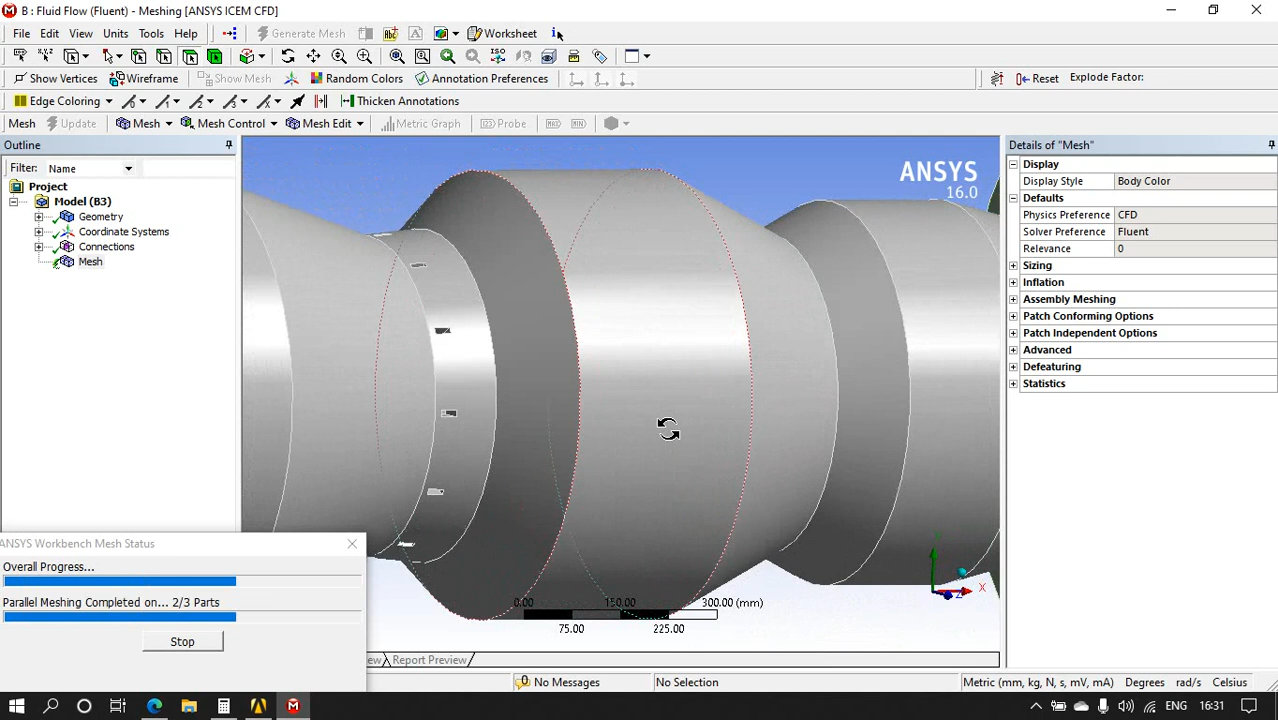 B : Fluid Flow (Fluent) - Meshing [ANSYS ICEM CFD]
File Edit View Units Tools Help Generate Mesh Worksheet
Show Vertices Wireframe Show Mesh Random Colors Annotation Preferences Reset Explode Factor:
Edge Coloring Thicken Annotations
Mesh Update Mesh Mesh Control Mesh Edit Metric Graph Probe
Outline
Filter: Name
Project
Model (B3)
Geometry
Coordinate Systems
Connections
Mesh
ANSYS
16.0
0.00 150.00 300.00 (mm)
75.00 225.00
Y
X
Z
Details of "Mesh"
Display
Display Style Body Color
Defaults
Physics Preference CFD
Solver Preference Fluent
Relevance 0
Sizing
Inflation
Assembly Meshing
Patch Conforming Options
Patch Independent Options
Advanced
Defeaturing
Statistics
ANSYS Workbench Mesh Status
Overall Progress...
Parallel Meshing Completed on... 2/3 Parts
Stop
ew Report Preview
No Messages No Selection Metric (mm, kg, N, s, mV, mA) Degrees rad/s Celsius
ENG 16:31